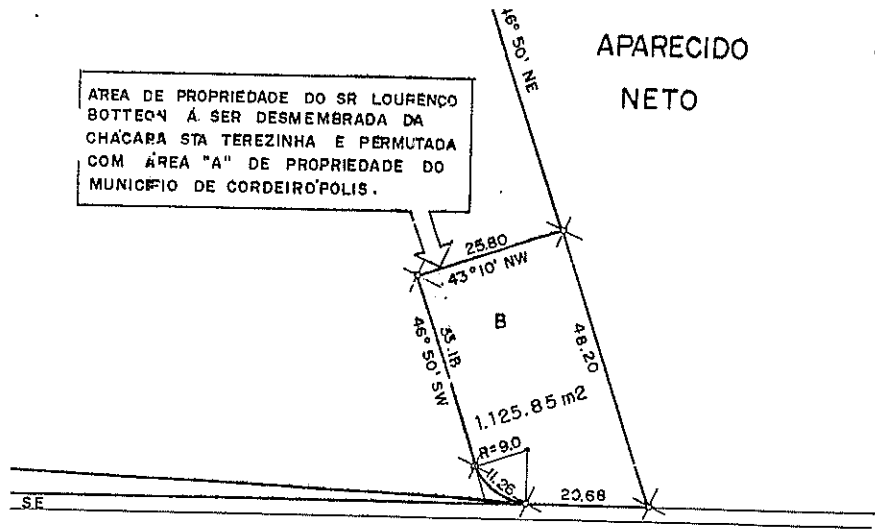 46° 50' NE
APARECIDO
NETO
AREA DE PROPRIEDADE DO SR LOURENÇO
BOTTEON Á SER DESMEMBRADA DA
CHÁCARA STA TEREZINHA E PERMUTADA
COM ÁREA "A" DE PROPRIEDADE DO
MUNICIPIO DE CORDEIRÓPOLIS.
25.80
43°10' NW
B
33.18
46° 50' SW
48.20
1.125.85 m2
R=9.0
11.26
20.68
SE